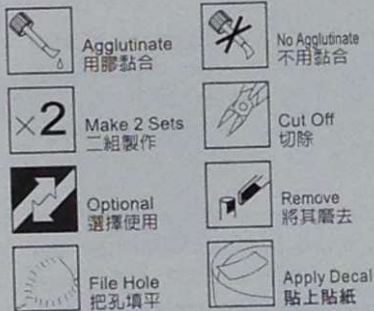 Agglutinate
用膠黏合
No Agglutinate
不用黏合
×2
Make 2 Sets
二組製作
Cut Off
切除
Optional
選擇使用
Remove
將其磨去
File Hole
把孔填平
Apply Decal
貼上貼紙